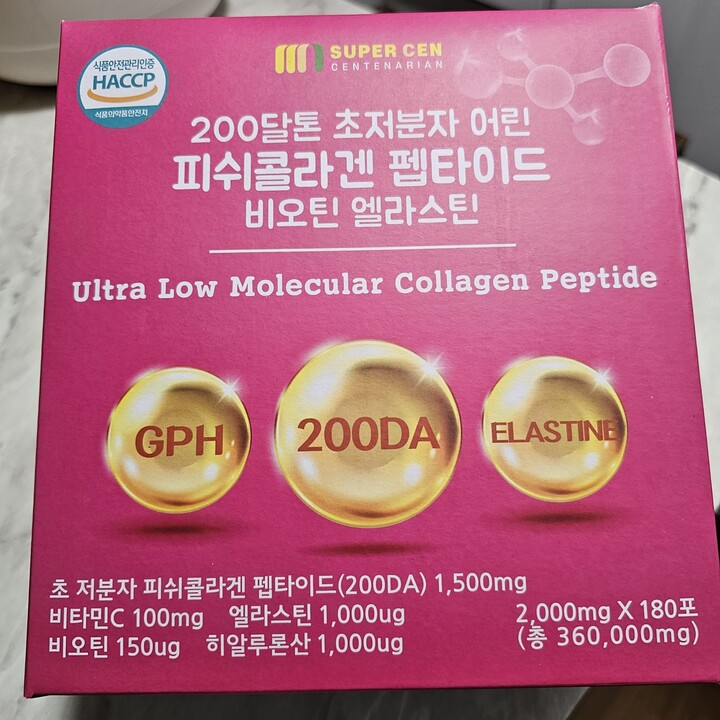 식품안전관리인증
HACCP
식품의약품안전처
SUPER CEN
CENTENARIAN
200달톤 초저분자 어린
피쉬콜라겐 펩타이드
비오틴 엘라스틴
Ultra Low Molecular Collagen Peptide
GPH
200DA
ELASTINE
초 저분자 피쉬콜라겐 펩타이드(200DA) 1,500mg
비타민C 100mg 엘라스틴 1,000ug
비오틴 150ug 히알루론산 1,000ug
2,000mg X 180포
(총 360,000mg)